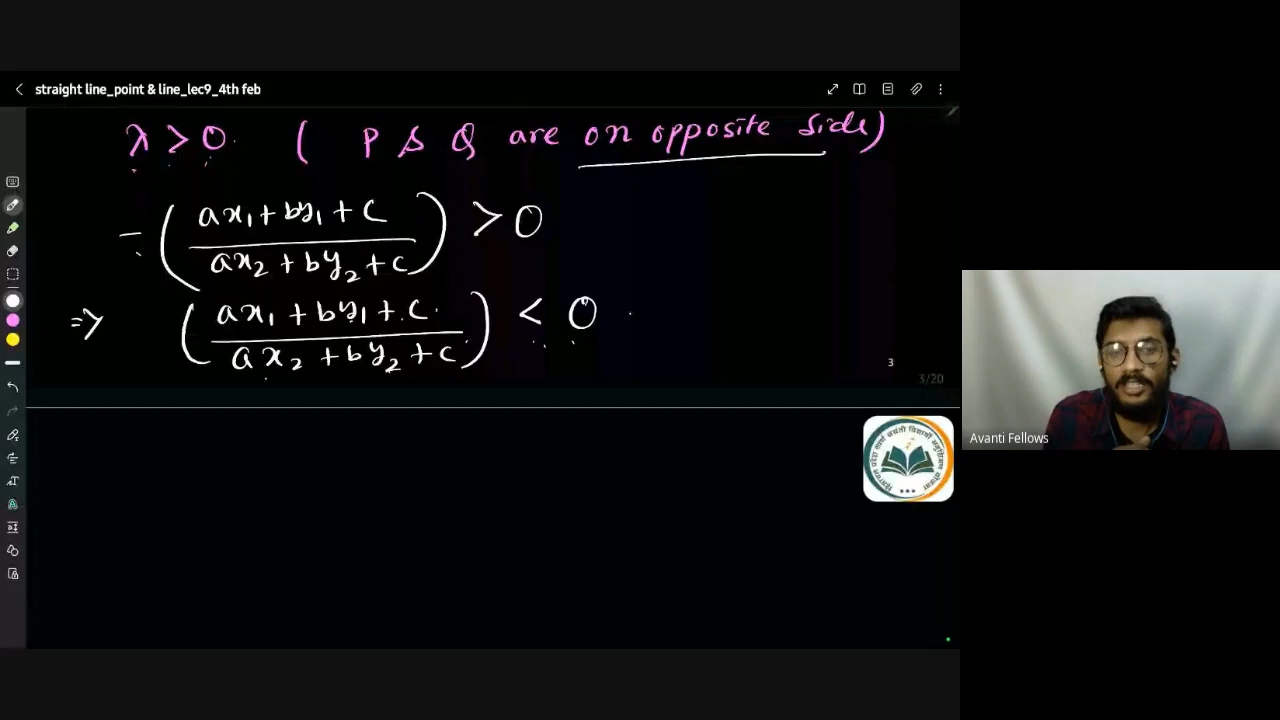 straight line_point & line_lec9_4th feb
λ > 0 ( P & Q are on opposite side)
- (ax₁ + by₁ + c / ax₂ + by₂ + c) > 0
⇒ (ax₁ + by₁ + c / ax₂ + by₂ + c) < 0
3
3/20
Avanti Fellows